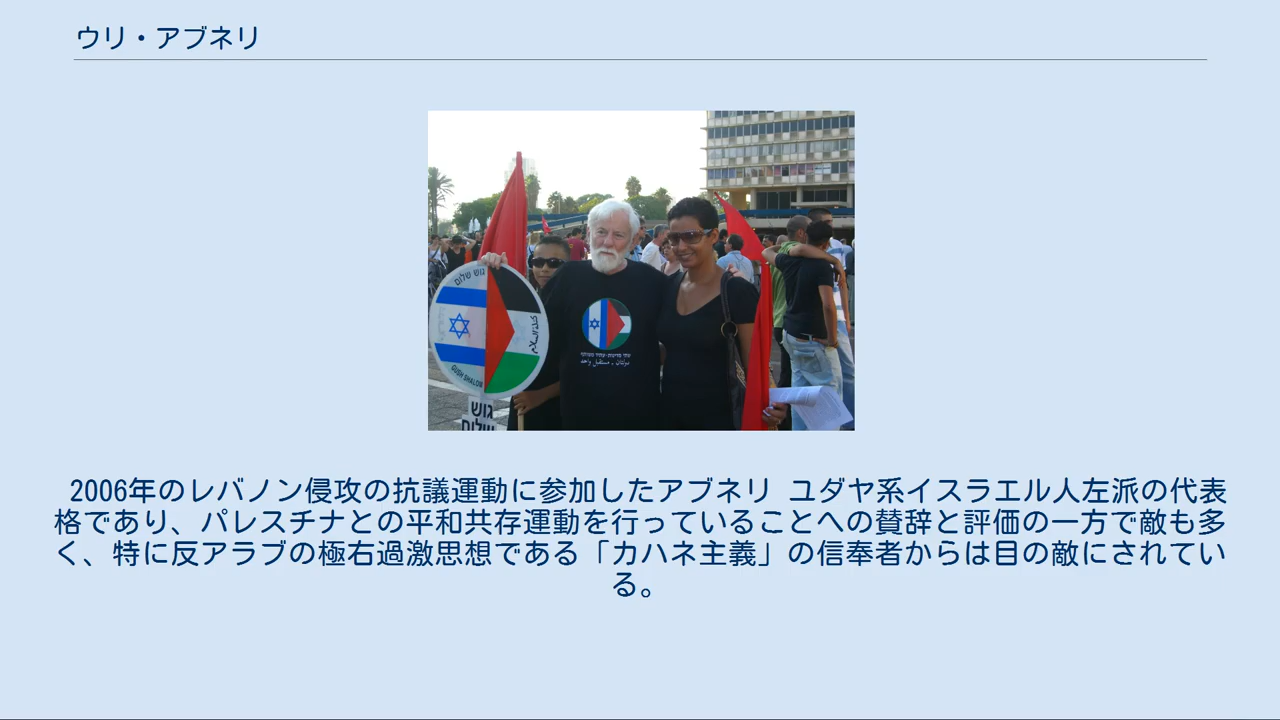 ウリ・アブネリ
גוש שלום
GUSH SHALOM
גוש
שלום
2006年のレバノン侵攻の抗議運動に参加したアブネリ ユダヤ系イスラエル人左派の代表
格であり、パレスチナとの平和共存運動を行っていることへの賛辞と評価の一方で敵も多
く、特に反アラブの極右過激思想である「カハネ主義」の信奉者からは目の敵にされてい
る。